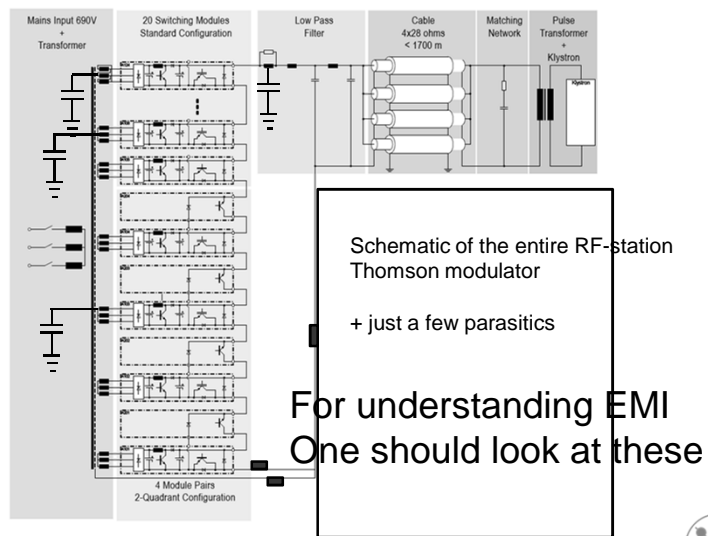 Mains Input 690V
+
Transformer
20 Switching Modules
Standard Configuration
Low Pass
Filter
Cable
4x28 ohms
< 1700 m
Matching
Network
Pulse
Transformer
+
Klystron
Klystron
Schematic of the entire RF-station
Thomson modulator
+ just a few parasitics
For understanding EMI
One should look at these
4 Module Pairs
2-Quadrant Configuration